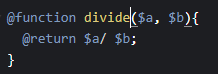 @function divide($a, $b){
@return $a/ $b;
}